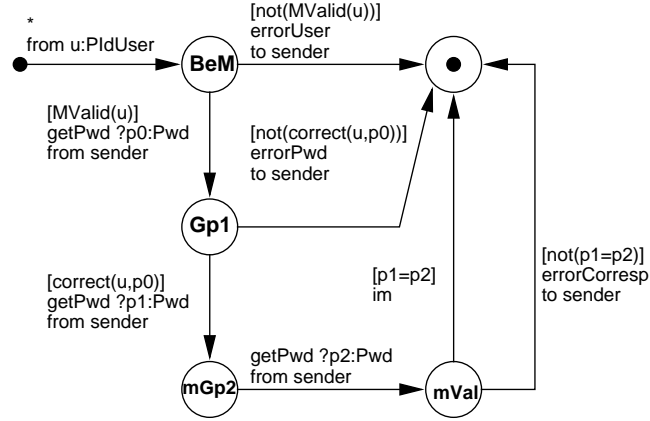 *
from u:PIdUser
BeM
[not(MValid(u))]
errorUser
to sender
[MValid(u)]
getPwd ?p0:Pwd
from sender
[not(correct(u,p0))]
errorPwd
to sender
Gp1
[correct(u,p0)]
getPwd ?p1:Pwd
from sender
[p1=p2]
im
[not(p1=p2)]
errorCorresp
to sender
mGp2
getPwd ?p2:Pwd
from sender
mVal